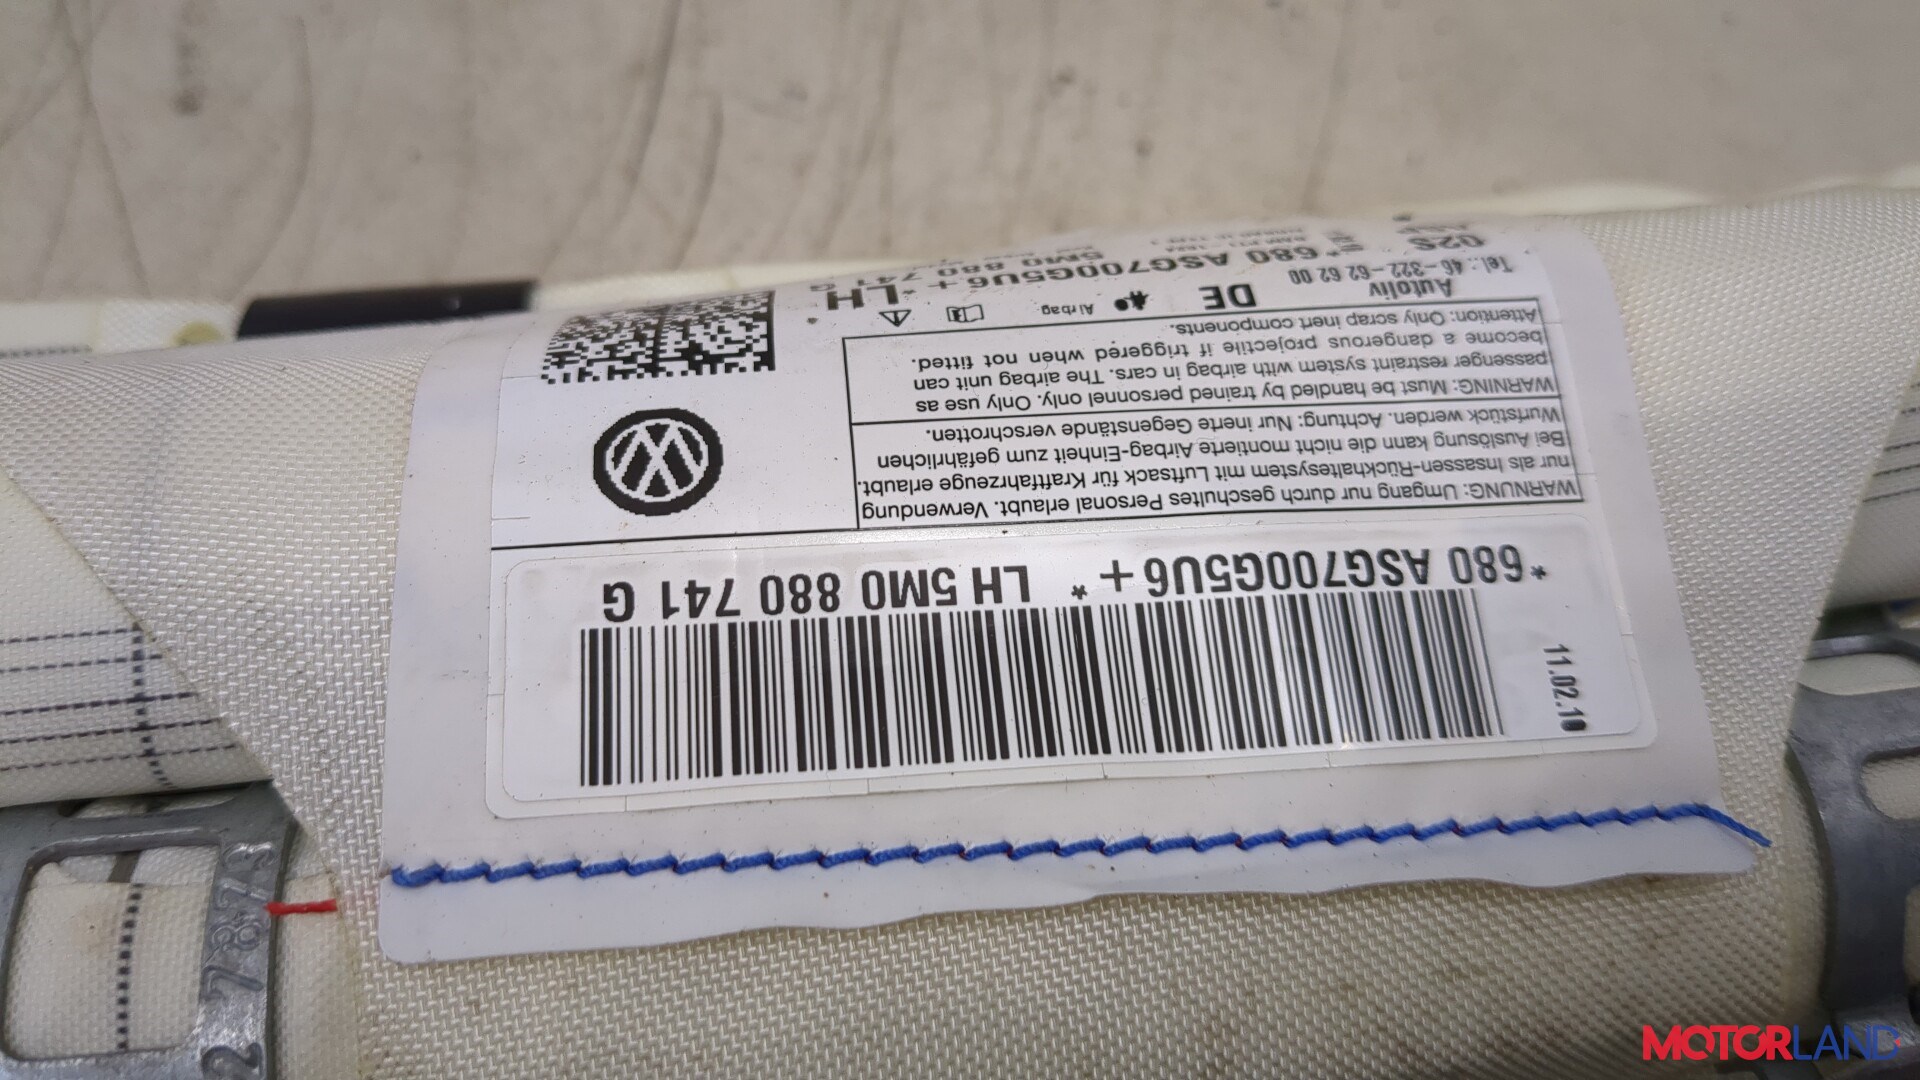 11.02.10
*680 ASG700G5U6+ * LH 5M0 880 741 G
WARNUNG: Umgang nur durch geschultes Personal erlaubt. Verwendung
nur als Insassen-Rückhaltesystem mit Luftsack für Kraftfahrzeuge erlaubt.
Bei Auslösung kann die nicht montierte Airbag-Einheit zum gefährlichen
Wurfstück werden. Achtung: Nur inerte Gegenstände verschrotten.
WARNING: Must be handled by trained personnel only. Only use as
passenger restraint system with airbag in cars. The airbag unit can
become a dangerous projectile if triggered when not fitted.
Attention: Only scrap inert components.
Autoliv
Tel.: 46-322-62 62 00
DE
Airbag
02S
*680 ASG700G5U6+ * LH
5M0 880 741 G
MOTORLAND